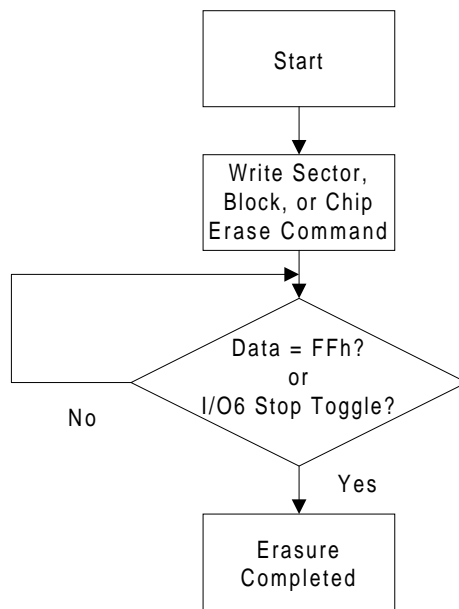 Start
Write Sector,
Block, or Chip
Erase Command
Data = FFh?
or
I/O6 Stop Toggle?
No
Yes
Erasure
Completed